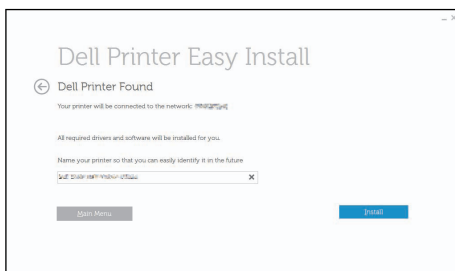 Dell Printer Easy Install
Dell Printer Found
Your printer will be connected to the network:
All required drivers and software will be installed for you.
Name your printer so that you can easily identify it in the future
Main Menu
Install